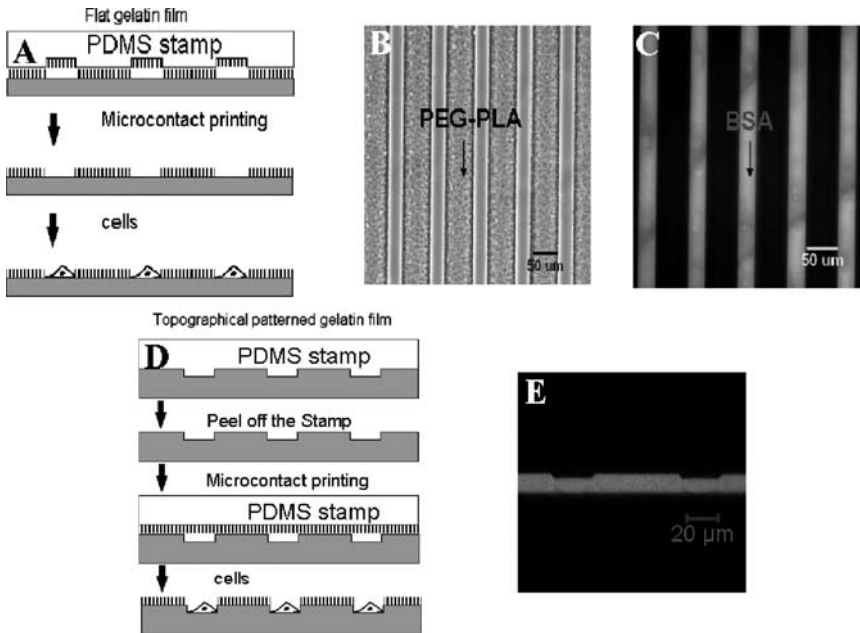 Flat gelatin film
A
PDMS stamp
Microcontact printing
cells
B
PEG-PLA
50 um
C
BSA
50 um
Topographical patterned gelatin film
D
PDMS stamp
Peel off the Stamp
Microcontact printing
PDMS stamp
cells
E
20 μm